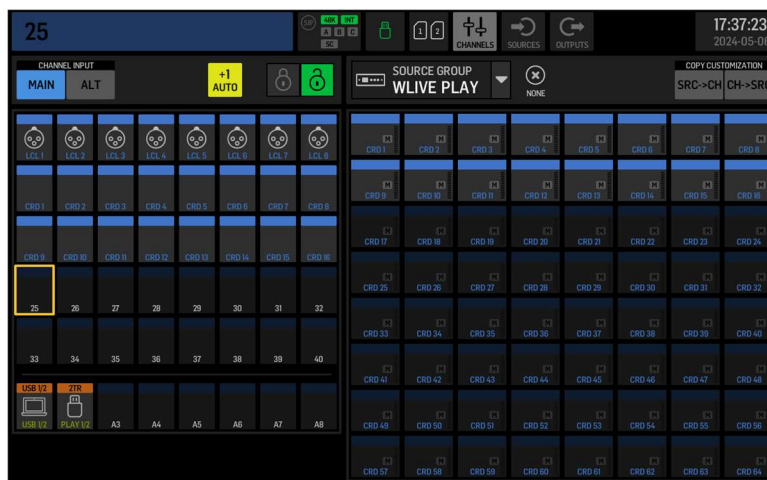 25
SIP 48K INT
A B C
SC
1 2
CHANNELS
SOURCES
OUTPUTS
17:37:23
2024-05-08
CHANNEL INPUT
MAIN ALT
+1
AUTO
SOURCE GROUP
WLIVE PLAY
NONE
COPY CUSTOMIZATION
SRC->CH CH->SRC
LCL 1 LCL 2 LCL 3 LCL 4 LCL 5 LCL 6 LCL 7 LCL 8
CRD 1 CRD 2 CRD 3 CRD 4 CRD 5 CRD 6 CRD 7 CRD 8
CRD 9 CRD 10 CRD 11 CRD 12 CRD 13 CRD 14 CRD 15 CRD 16
25 26 27 28 29 30 31 32
33 34 35 36 37 38 39 40
USB 1/2 2TR
USB 1/2 PLAY 1/2 A3 A4 A5 A6 A7 A8
M M M M M M M M
CRD 1 CRD 2 CRD 3 CRD 4 CRD 5 CRD 6 CRD 7 CRD 8
M M M M M M M M
CRD 9 CRD 10 CRD 11 CRD 12 CRD 13 CRD 14 CRD 15 CRD 16
M M M M M M M M
CRD 17 CRD 18 CRD 19 CRD 20 CRD 21 CRD 22 CRD 23 CRD 24
M M M M M M M M
CRD 25 CRD 26 CRD 27 CRD 28 CRD 29 CRD 30 CRD 31 CRD 32
M M M M M M M M
CRD 33 CRD 34 CRD 35 CRD 36 CRD 37 CRD 38 CRD 39 CRD 40
M M M M M M M M
CRD 41 CRD 42 CRD 43 CRD 44 CRD 45 CRD 46 CRD 47 CRD 48
M M M M M M M M
CRD 49 CRD 50 CRD 51 CRD 52 CRD 53 CRD 54 CRD 55 CRD 56
M M M M M M M M
CRD 57 CRD 58 CRD 59 CRD 60 CRD 61 CRD 62 CRD 63 CRD 64